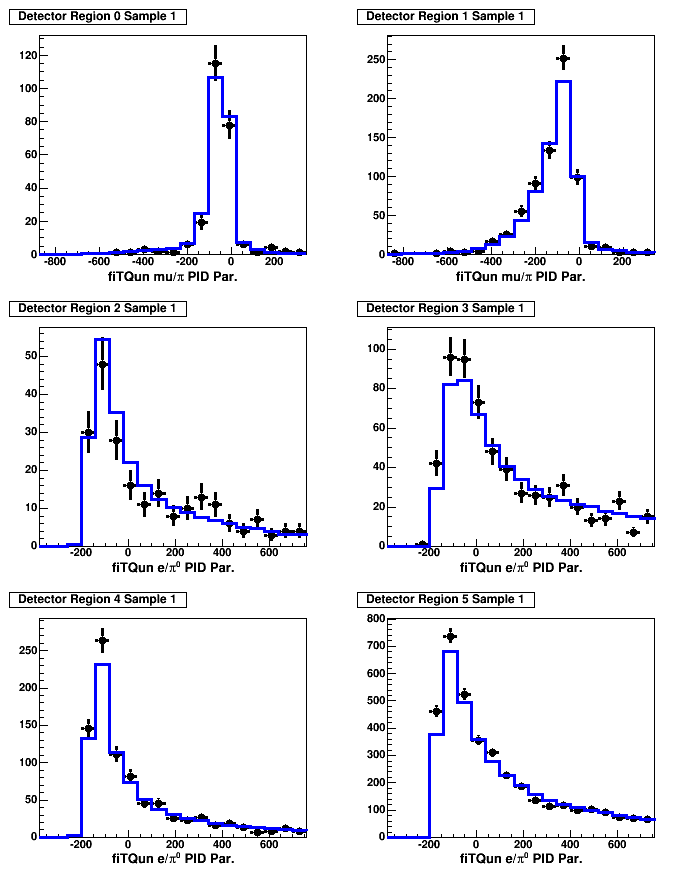 Detector Region 0 Sample 1
120
100
80
60
40
20
0
-800 -600 -400 -200 0 200
fiTQun mu/π PID Par.
Detector Region 1 Sample 1
250
200
150
100
50
0
-800 -600 -400 -200 0 200
fiTQun mu/π PID Par.
Detector Region 2 Sample 1
50
40
30
20
10
0
-200 0 200 400 600
fiTQun e/π⁰ PID Par.
Detector Region 3 Sample 1
100
80
60
40
20
0
-200 0 200 400 600
fiTQun e/π⁰ PID Par.
Detector Region 4 Sample 1
250
200
150
100
50
0
-200 0 200 400 600
fiTQun e/π⁰ PID Par.
Detector Region 5 Sample 1
800
700
600
500
400
300
200
100
0
-200 0 200 400 600
fiTQun e/π⁰ PID Par.